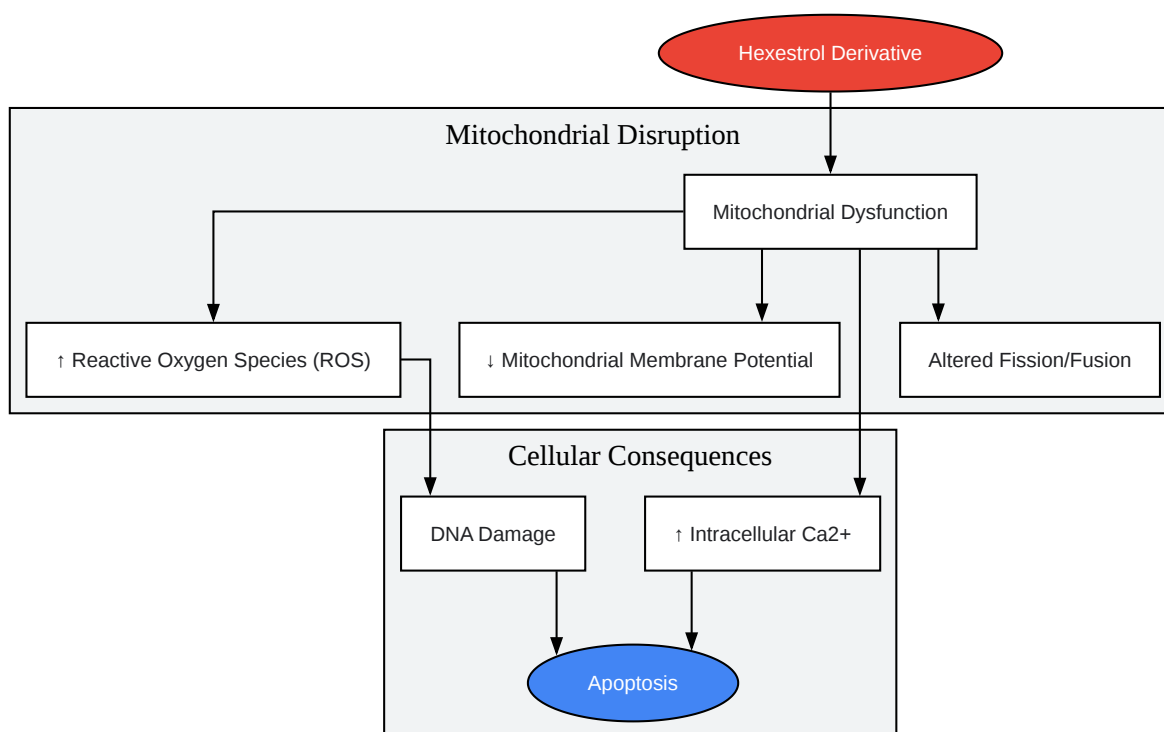 Hexestrol Derivative
Mitochondrial Disruption
Mitochondrial Dysfunction
↑ Reactive Oxygen Species (ROS)
↓ Mitochondrial Membrane Potential
Altered Fission/Fusion
Cellular Consequences
DNA Damage
↑ Intracellular Ca2+
Apoptosis